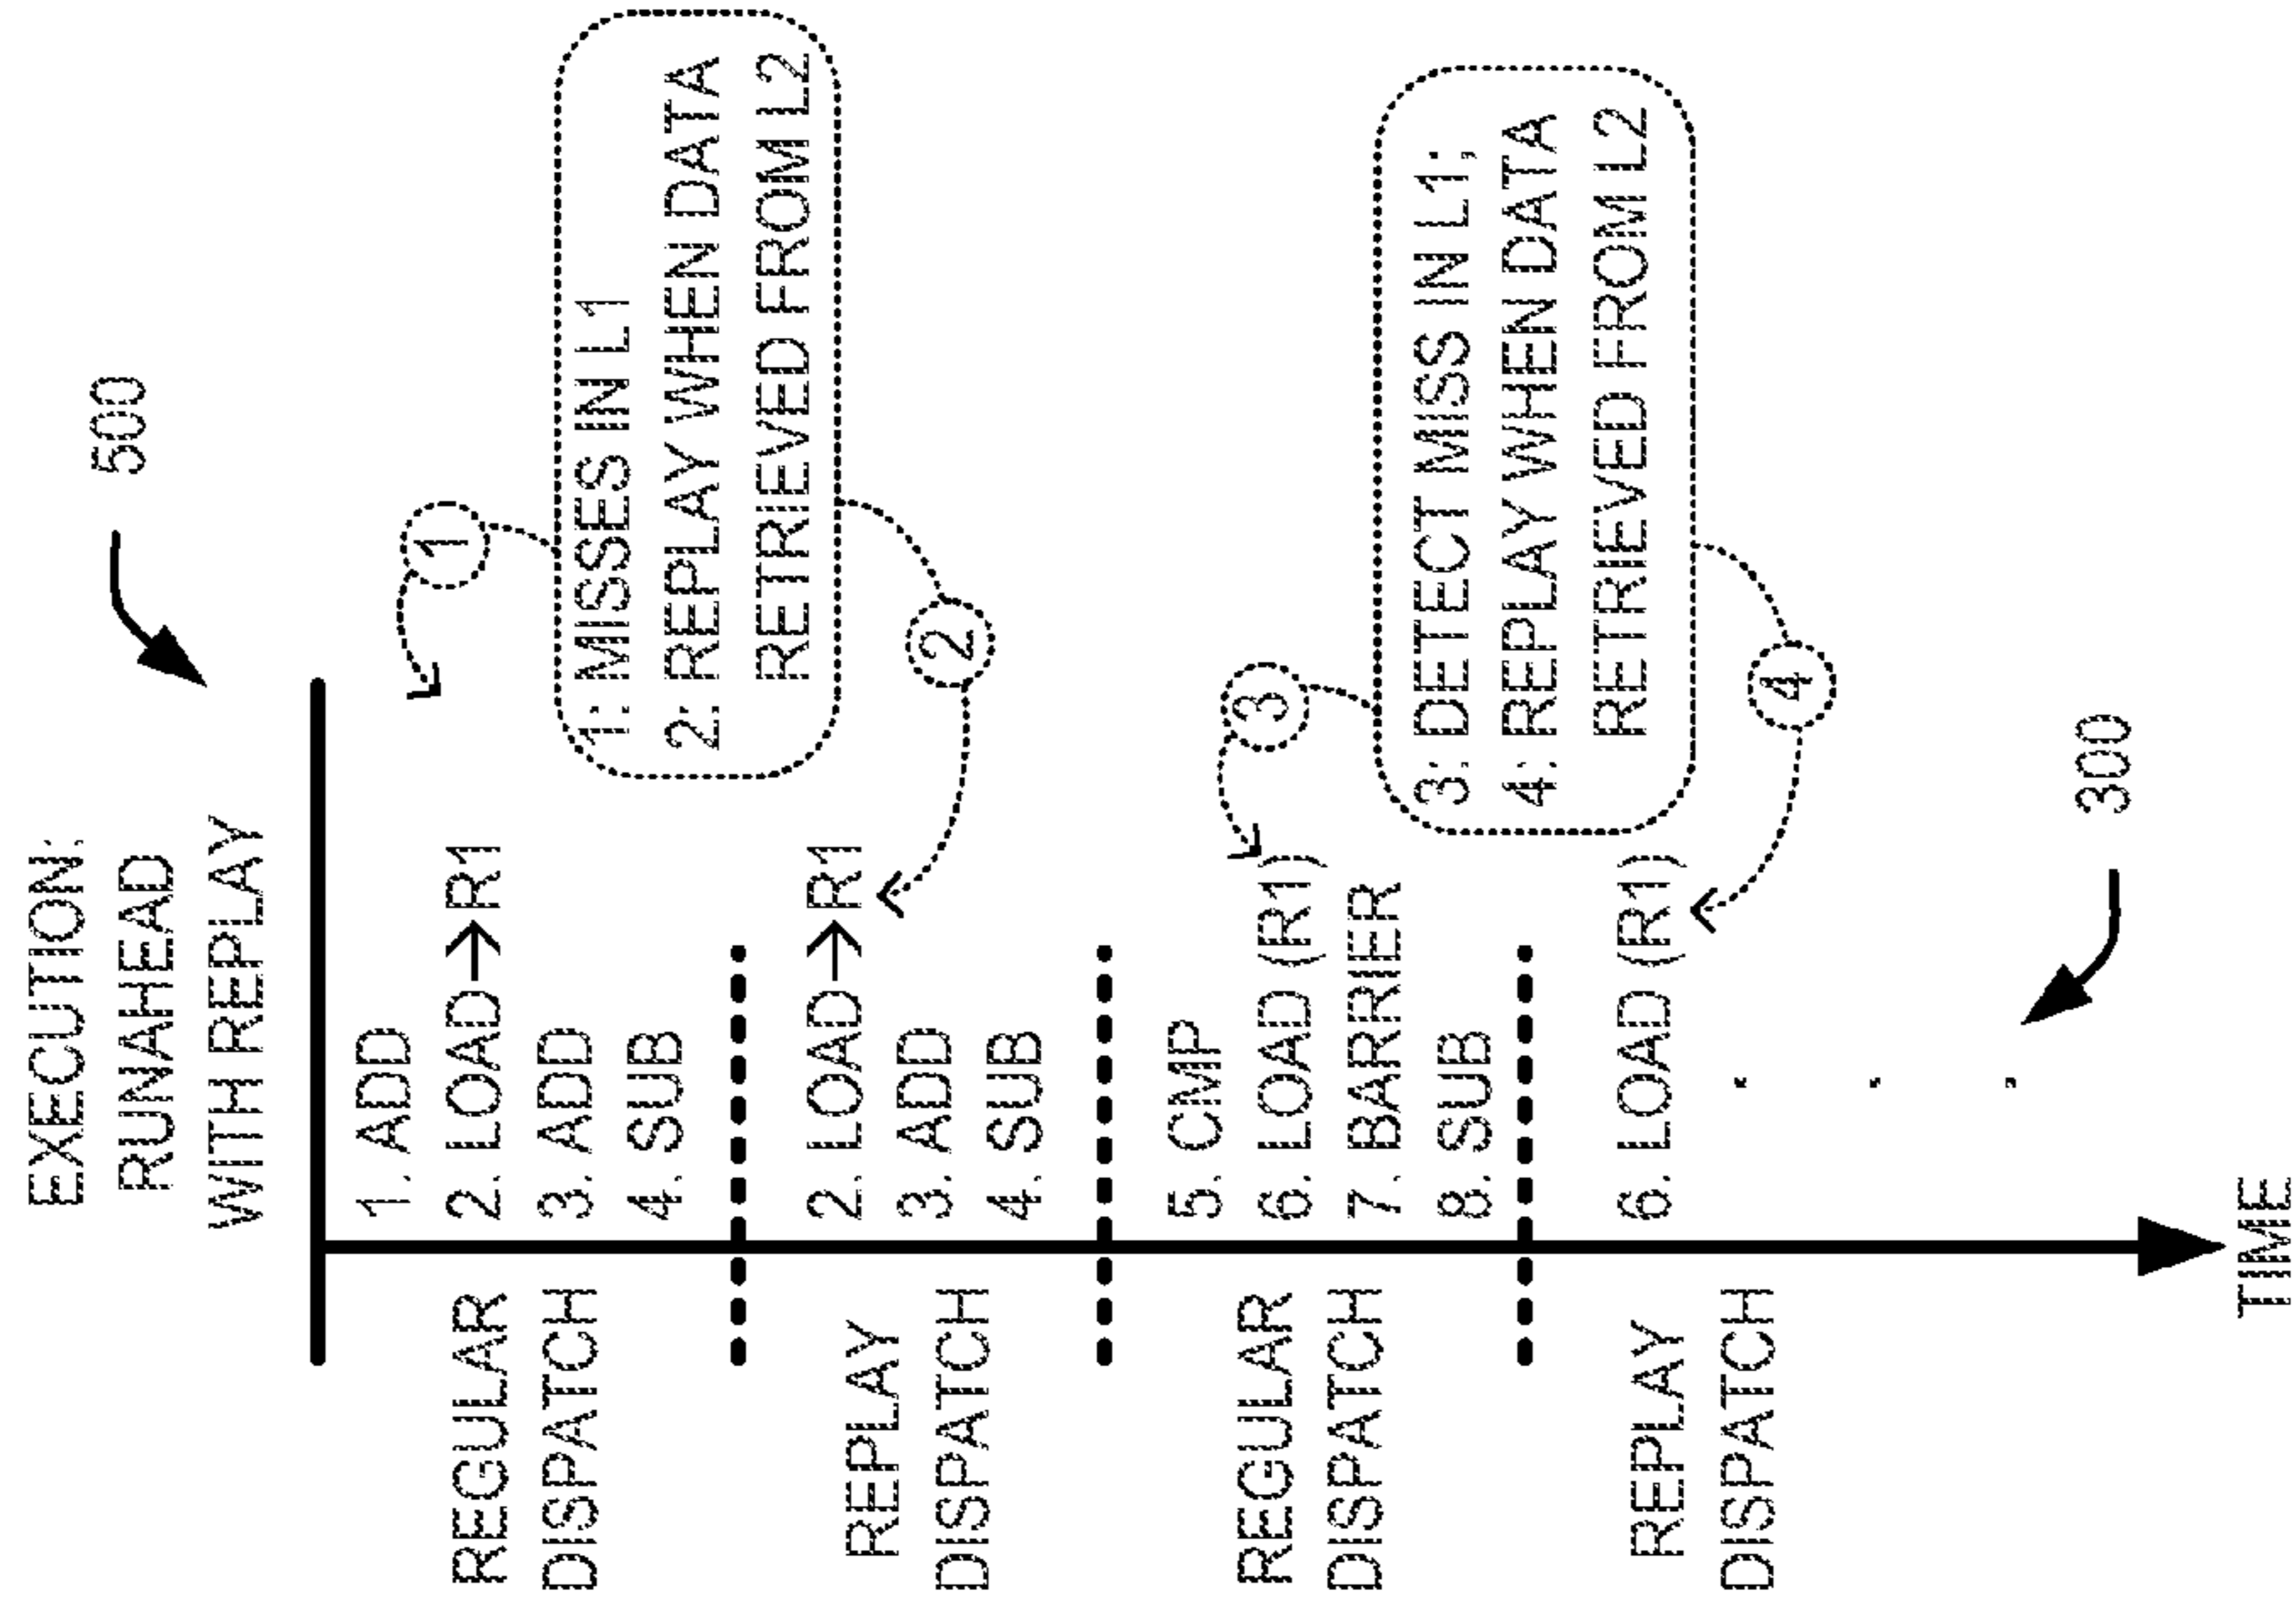 EXECUTION:
RUNAHEAD
WITH REPLAY
500
REGULAR
DISPATCH
1. ADD
2. LOAD→R1
3. ADD
4. SUB
1
1: MISSES IN L1
2: REPLAY WHEN DATA
RETRIEVED FROM L2
2
REPLAY
DISPATCH
2. LOAD→R1
3. ADD
4. SUB
REGULAR
DISPATCH
5. CMP
6. LOAD (R1)
7. BARRIER
8. SUB
3
3: DETECT MISS IN L1;
4: REPLAY WHEN DATA
RETRIEVED FROM L2
4
REPLAY
DISPATCH
6. LOAD (R1)
.
.
.
300
TIME